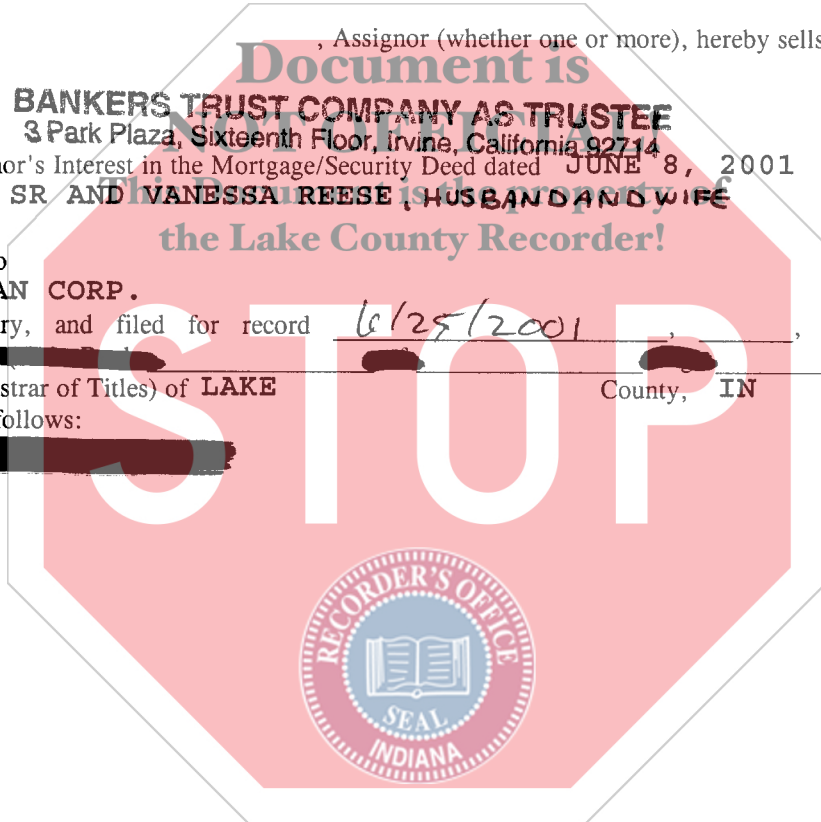 , Assignor (whether one or more), hereby sells
Document is
BANKERS TRUST COMPANY AS TRUSTEE
NOT OFFICIAL
3 Park Plaza, Sixteenth Floor, Irvine, California 92714
or's Interest in the Mortgage/Security Deed dated JUNE 8, 2001
This Document is the property of
SR AND VANESSA REESE, HUSBAND AND WIFE
the Lake County Recorder!
AN CORP.
ry, and filed for record 6/25/2001,,
strar of Titles) of LAKE County, IN
follows:
STOP
RECORDER'S OFFICE
SEAL
INDIANA